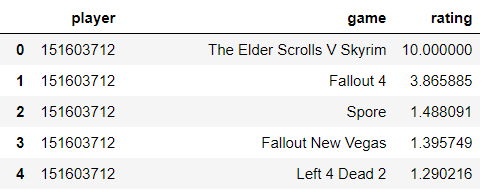 player game rating
0 151603712 The Elder Scrolls V Skyrim 10.000000
1 151603712 Fallout 4 3.865885
2 151603712 Spore 1.488091
3 151603712 Fallout New Vegas 1.395749
4 151603712 Left 4 Dead 2 1.290216